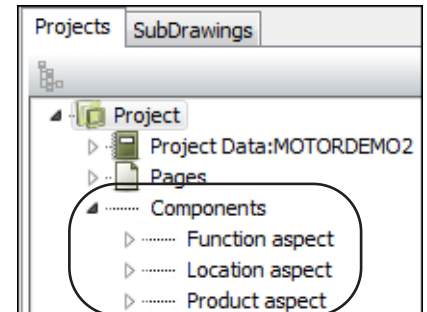 Projects SubDrawings
Project
Project Data:MOTORDEMO2
Pages
Components
Function aspect
Location aspect
Product aspect